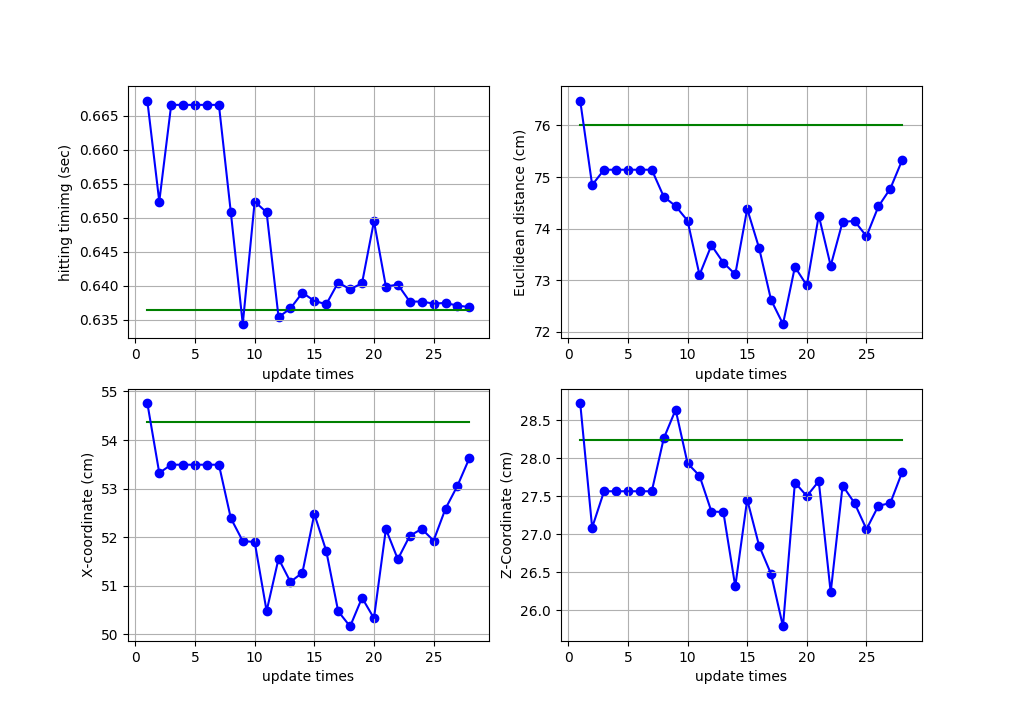 hitting timimg (sec)
0.665
0.660
0.655
0.650
0.645
0.640
0.635
0 5 10 15 20 25
update times
Euclidean distance (cm)
76
75
74
73
72
0 5 10 15 20 25
update times
X-coordinate (cm)
55
54
53
52
51
50
0 5 10 15 20 25
update times
Z-Coordinate (cm)
28.5
28.0
27.5
27.0
26.5
26.0
0 5 10 15 20 25
update times